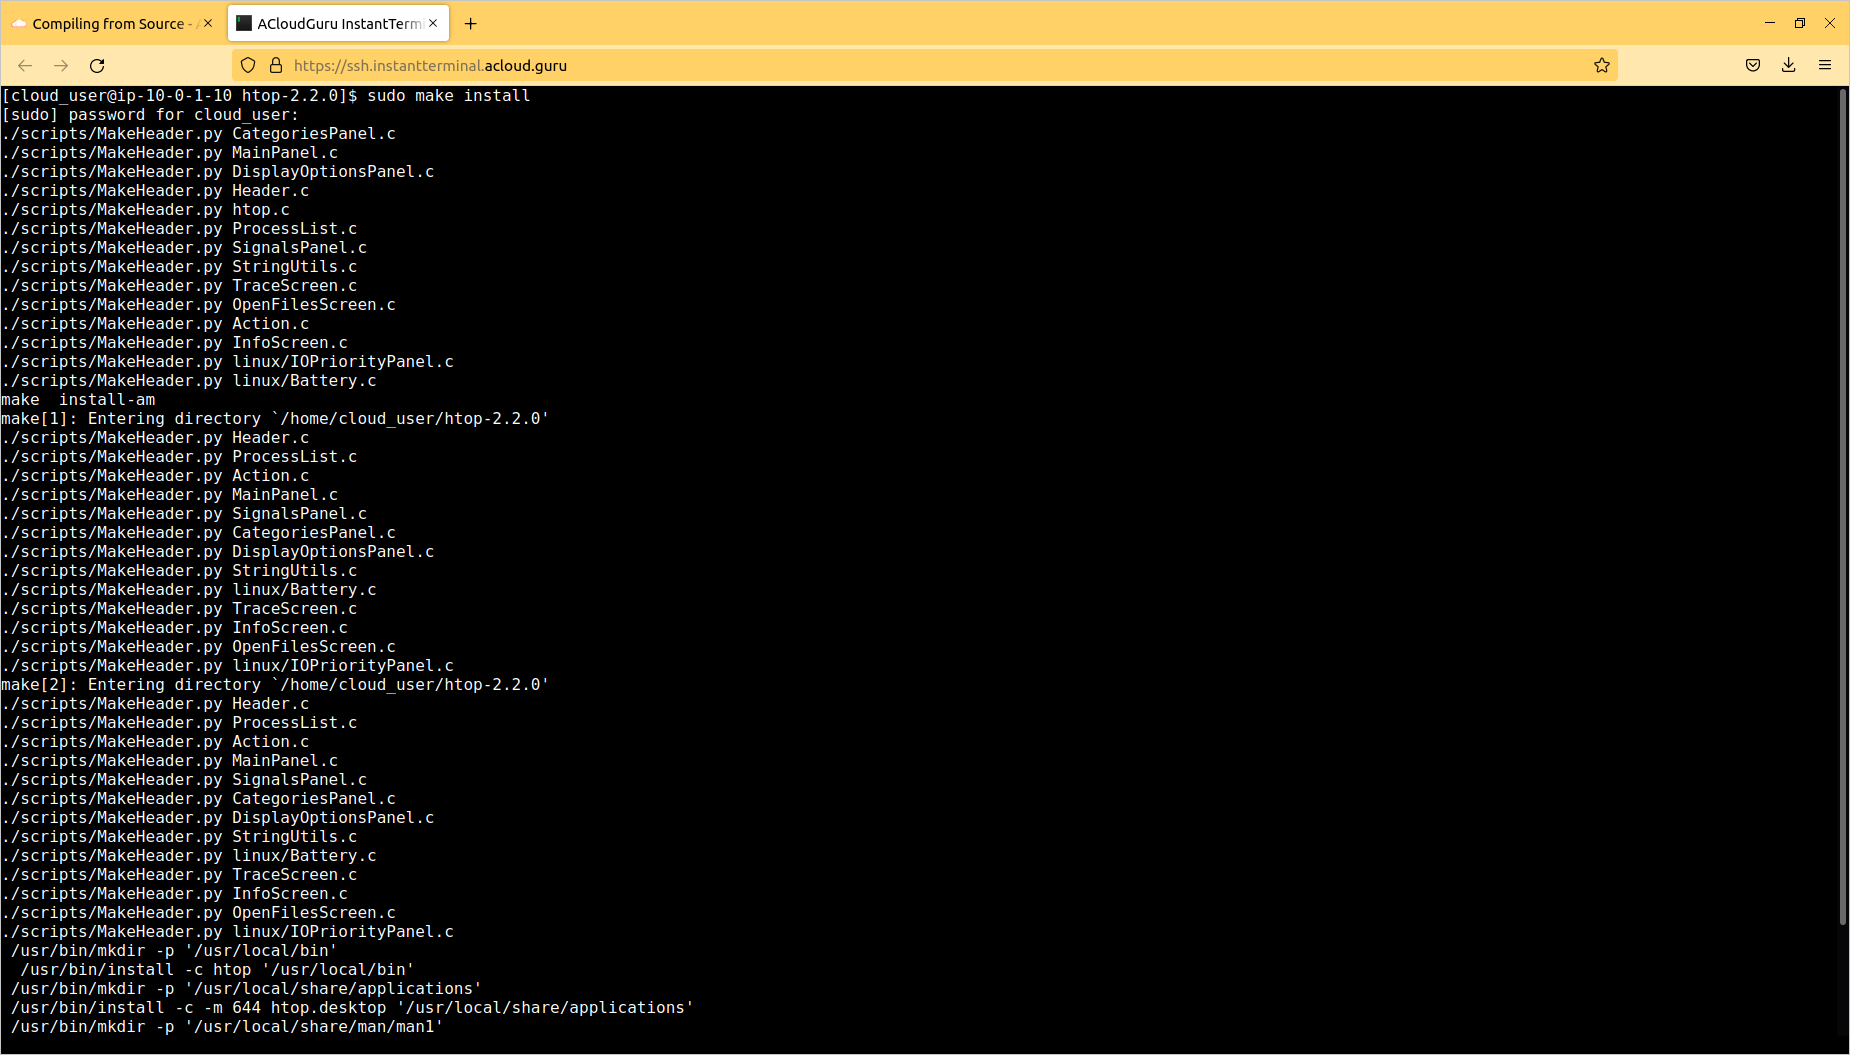 Compiling from Source -
ACloudGuru InstantTerm
https://ssh.instantterminal.acloud.guru
[cloud_user@ip-10-0-1-10 htop-2.2.0]$ sudo make install
[sudo] password for cloud_user:
./scripts/MakeHeader.py CategoriesPanel.c
./scripts/MakeHeader.py MainPanel.c
./scripts/MakeHeader.py DisplayOptionsPanel.c
./scripts/MakeHeader.py Header.c
./scripts/MakeHeader.py htop.c
./scripts/MakeHeader.py ProcessList.c
./scripts/MakeHeader.py SignalsPanel.c
./scripts/MakeHeader.py StringUtils.c
./scripts/MakeHeader.py TraceScreen.c
./scripts/MakeHeader.py OpenFilesScreen.c
./scripts/MakeHeader.py Action.c
./scripts/MakeHeader.py InfoScreen.c
./scripts/MakeHeader.py linux/IOPriorityPanel.c
./scripts/MakeHeader.py linux/Battery.c
make  install-am
make[1]: Entering directory `/home/cloud_user/htop-2.2.0'
./scripts/MakeHeader.py Header.c
./scripts/MakeHeader.py ProcessList.c
./scripts/MakeHeader.py Action.c
./scripts/MakeHeader.py MainPanel.c
./scripts/MakeHeader.py SignalsPanel.c
./scripts/MakeHeader.py CategoriesPanel.c
./scripts/MakeHeader.py DisplayOptionsPanel.c
./scripts/MakeHeader.py StringUtils.c
./scripts/MakeHeader.py linux/Battery.c
./scripts/MakeHeader.py TraceScreen.c
./scripts/MakeHeader.py InfoScreen.c
./scripts/MakeHeader.py OpenFilesScreen.c
./scripts/MakeHeader.py linux/IOPriorityPanel.c
make[2]: Entering directory `/home/cloud_user/htop-2.2.0'
./scripts/MakeHeader.py Header.c
./scripts/MakeHeader.py ProcessList.c
./scripts/MakeHeader.py Action.c
./scripts/MakeHeader.py MainPanel.c
./scripts/MakeHeader.py SignalsPanel.c
./scripts/MakeHeader.py CategoriesPanel.c
./scripts/MakeHeader.py DisplayOptionsPanel.c
./scripts/MakeHeader.py StringUtils.c
./scripts/MakeHeader.py linux/Battery.c
./scripts/MakeHeader.py TraceScreen.c
./scripts/MakeHeader.py InfoScreen.c
./scripts/MakeHeader.py OpenFilesScreen.c
./scripts/MakeHeader.py linux/IOPriorityPanel.c
 /usr/bin/mkdir -p '/usr/local/bin'
  /usr/bin/install -c htop '/usr/local/bin'
 /usr/bin/mkdir -p '/usr/local/share/applications'
 /usr/bin/install -c -m 644 htop.desktop '/usr/local/share/applications'
 /usr/bin/mkdir -p '/usr/local/share/man/man1'